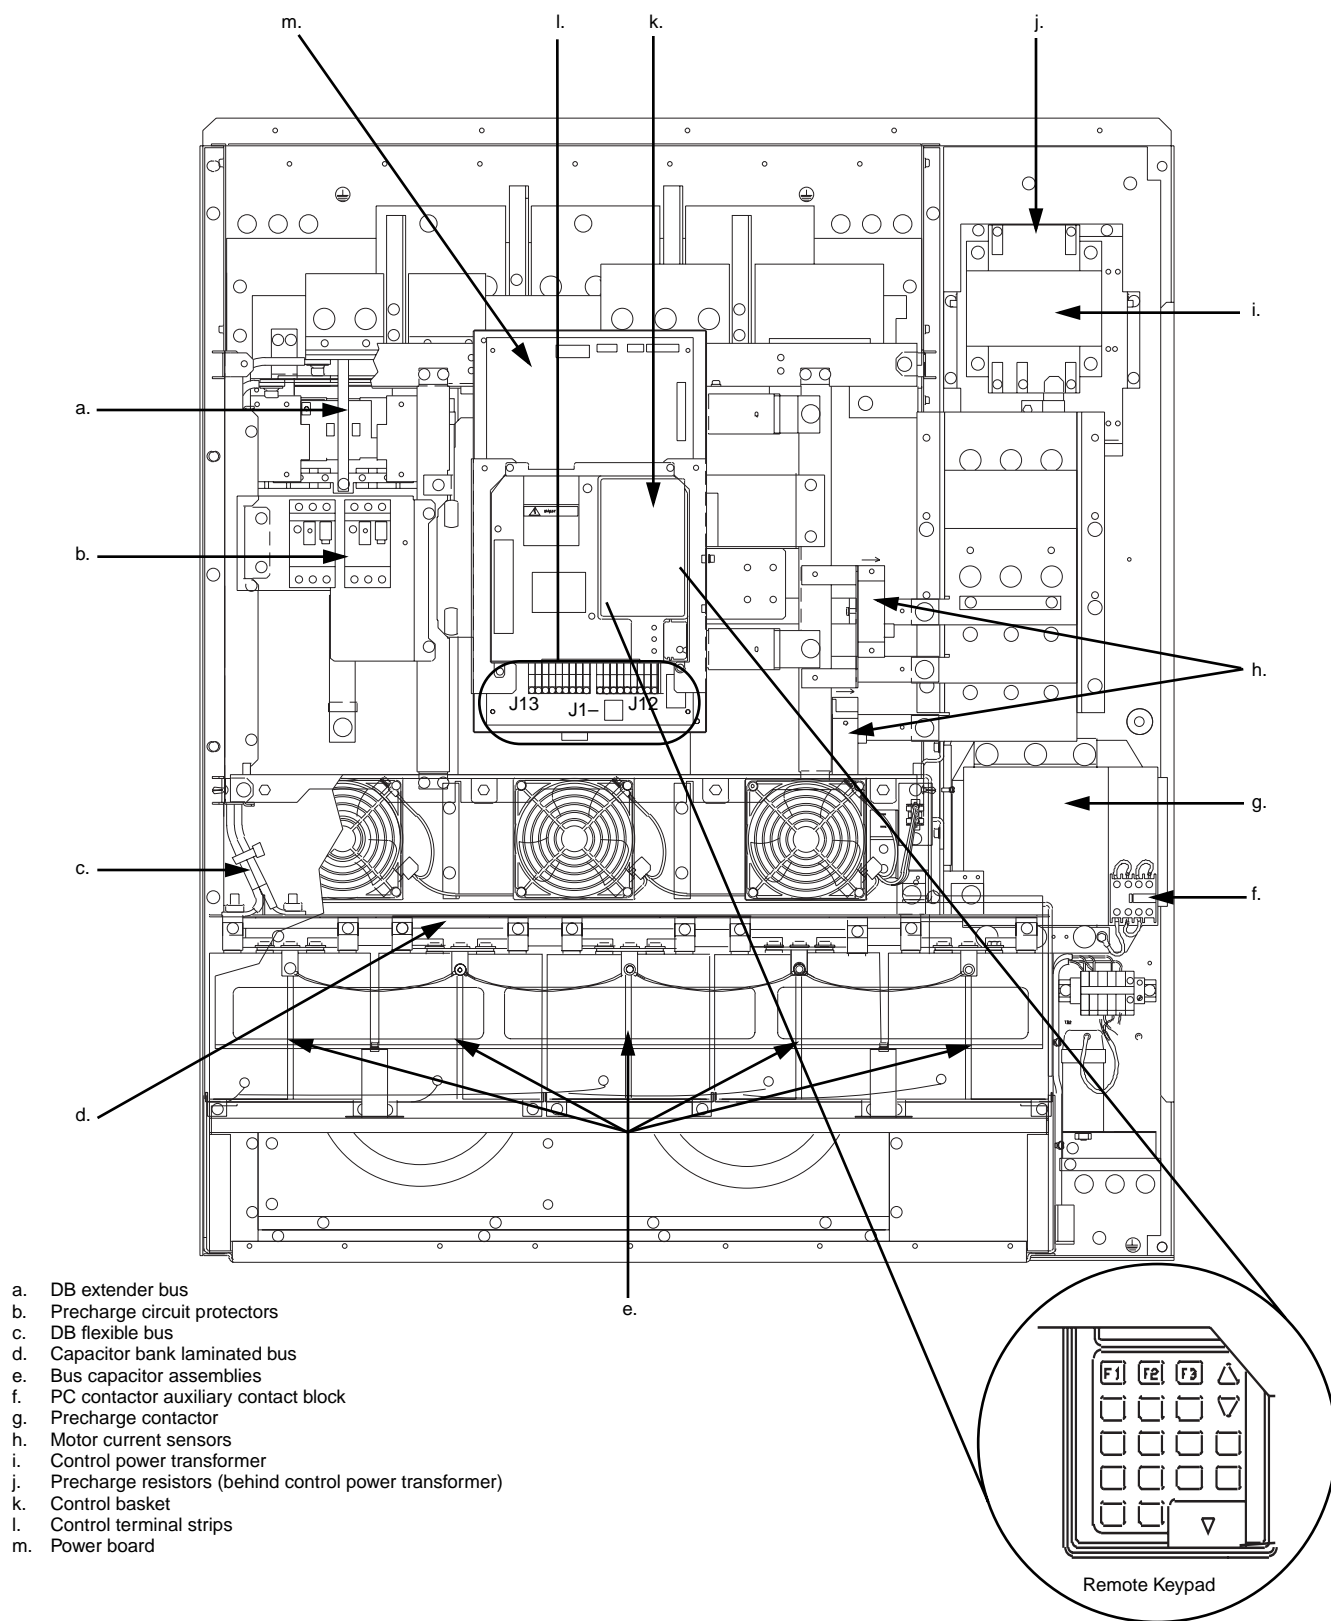 m. l. k. j.
i.
a.
b.
h.
J13 J1– J12
g.
c.
f.
d.
e.
a. DB extender bus
b. Precharge circuit protectors
c. DB flexible bus
d. Capacitor bank laminated bus
e. Bus capacitor assemblies
f. PC contactor auxiliary contact block
g. Precharge contactor
h. Motor current sensors
i. Control power transformer
j. Precharge resistors (behind control power transformer)
k. Control basket
l. Control terminal strips
m. Power board
F1 F2 F3
Remote Keypad